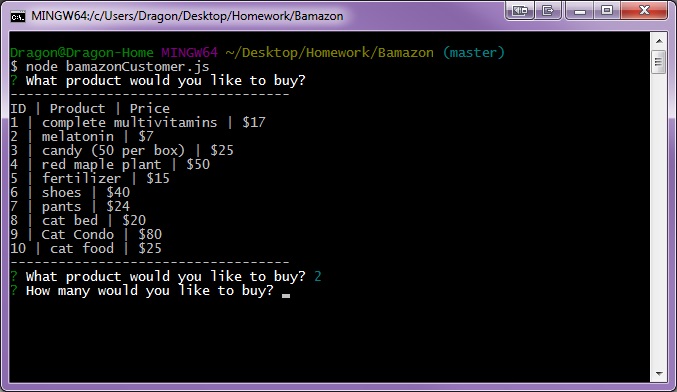 MINGW64:/c/Users/Dragon/Desktop/Homework/Bamazon
Dragon@Dragon-Home MINGW64 ~/Desktop/Homework/Bamazon (master)
$ node bamazonCustomer.js
? What product would you like to buy?
-----------------------------------
ID | Product | Price
1 | complete multivitamins | $17
2 | melatonin | $7
3 | candy (50 per box) | $25
4 | red maple plant | $50
5 | fertilizer | $15
6 | shoes | $40
7 | pants | $24
8 | cat bed | $20
9 | Cat Condo | $80
10 | cat food | $25
-----------------------------------
? What product would you like to buy? 2
? How many would you like to buy?